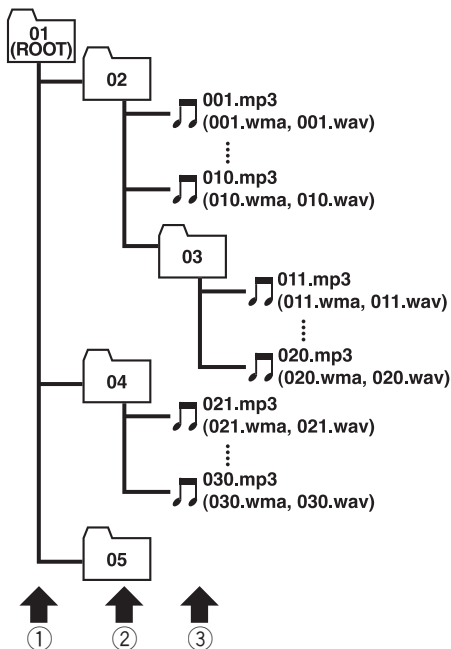 01
(ROOT)
02
001.mp3
(001.wma, 001.wav)
010.mp3
(010.wma, 010.wav)
03
011.mp3
(011.wma, 011.wav)
020.mp3
(020.wma, 020.wav)
04
021.mp3
(021.wma, 021.wav)
030.mp3
(030.wma, 030.wav)
05
① ② ③